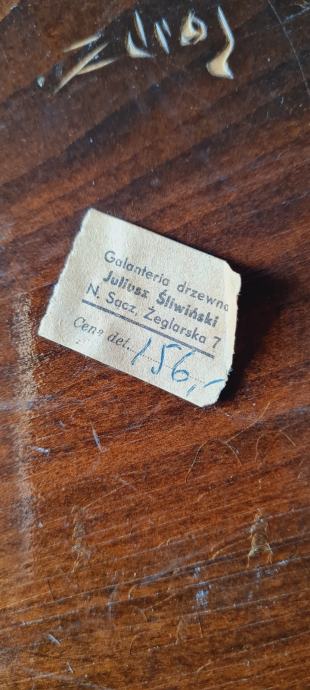 Galanteria drzewna
Juliusz Śliwiński
N. Sącz, Żeglarska 7
Cena det. 156,-